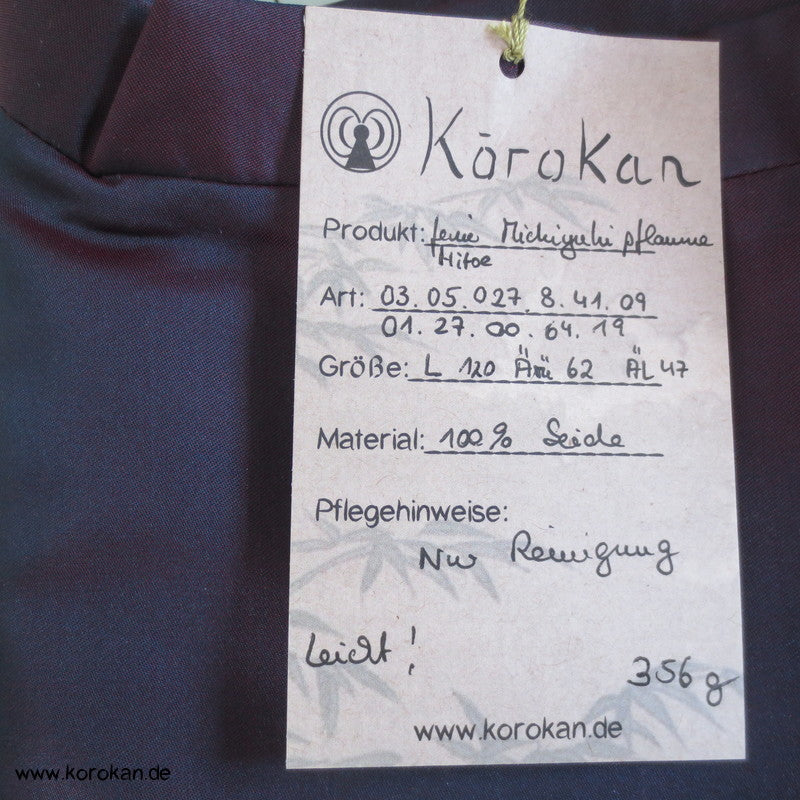 Kōrokan
Produkt: feine Michiyuki pflaume
Hitoe
Art: 03.05.027.8.41.09
01.27.00.64.19
Größe: L 120 Äm 62 ÄL 47
Material: 100% Seide
Pflegehinweise:
Nur Reinigung
Leicht!
356 g
www.korokan.de
www.korokan.de